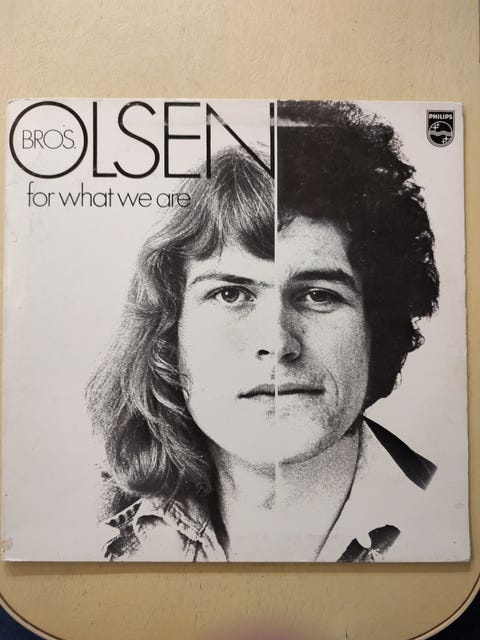 BROS.
OLSEN
for what we are
PHILIPS